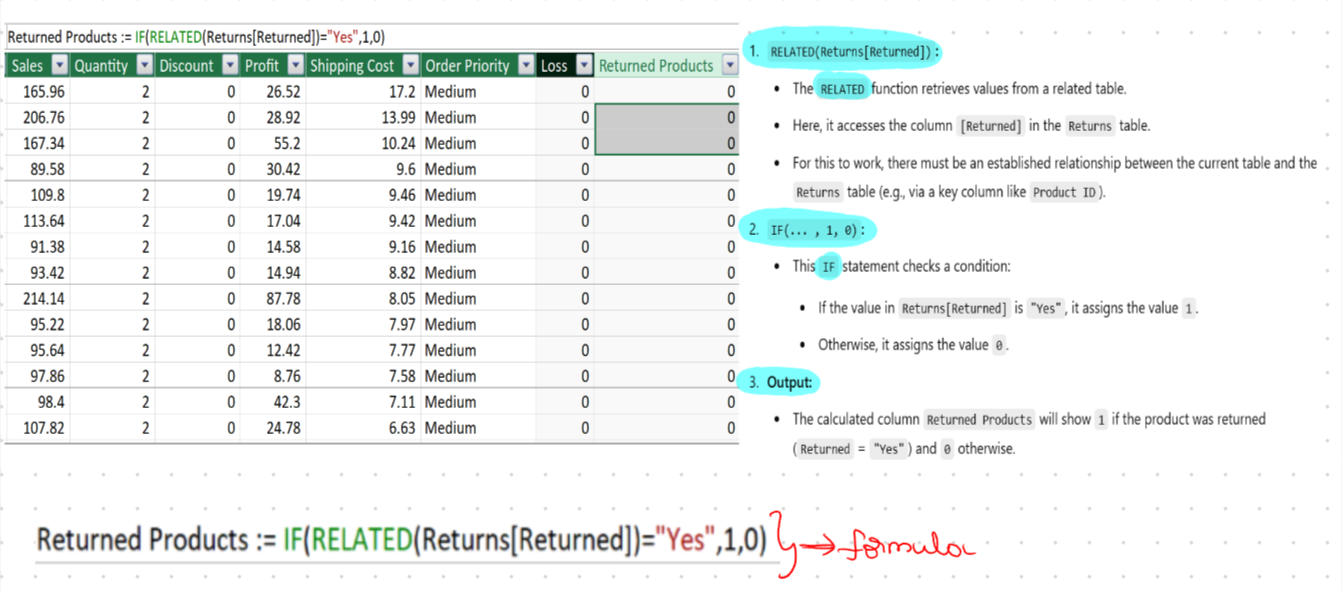 Returned Products := IF(RELATED(Returns[Returned])="Yes",1,0)
Sales Quantity Discount Profit Shipping Cost Order Priority Loss Returned Products
165.96 2 0 26.52 17.2 Medium 0 0
206.76 2 0 28.92 13.99 Medium 0 0
167.34 2 0 55.2 10.24 Medium 0 0
89.58 2 0 30.42 9.6 Medium 0 0
109.8 2 0 19.74 9.46 Medium 0 0
113.64 2 0 17.04 9.42 Medium 0 0
91.38 2 0 14.58 9.16 Medium 0 0
93.42 2 0 14.94 8.82 Medium 0 0
214.14 2 0 87.78 8.05 Medium 0 0
95.22 2 0 18.06 7.97 Medium 0 0
95.64 2 0 12.42 7.77 Medium 0 0
97.86 2 0 8.76 7.58 Medium 0 0
98.4 2 0 42.3 7.11 Medium 0 0
107.82 2 0 24.78 6.63 Medium 0 0
1. RELATED(Returns[Returned]):
• The RELATED function retrieves values from a related table.
• Here, it accesses the column [Returned] in the Returns table.
• For this to work, there must be an established relationship between the current table and the
Returns table (e.g., via a key column like Product ID).
2. IF(... , 1, 0):
• This IF statement checks a condition:
• If the value in Returns[Returned] is "Yes", it assigns the value 1.
• Otherwise, it assigns the value 0.
3. Output:
• The calculated column Returned Products will show 1 if the product was returned
(Returned = "Yes") and 0 otherwise.
Returned Products := IF(RELATED(Returns[Returned])="Yes",1,0) } → formula